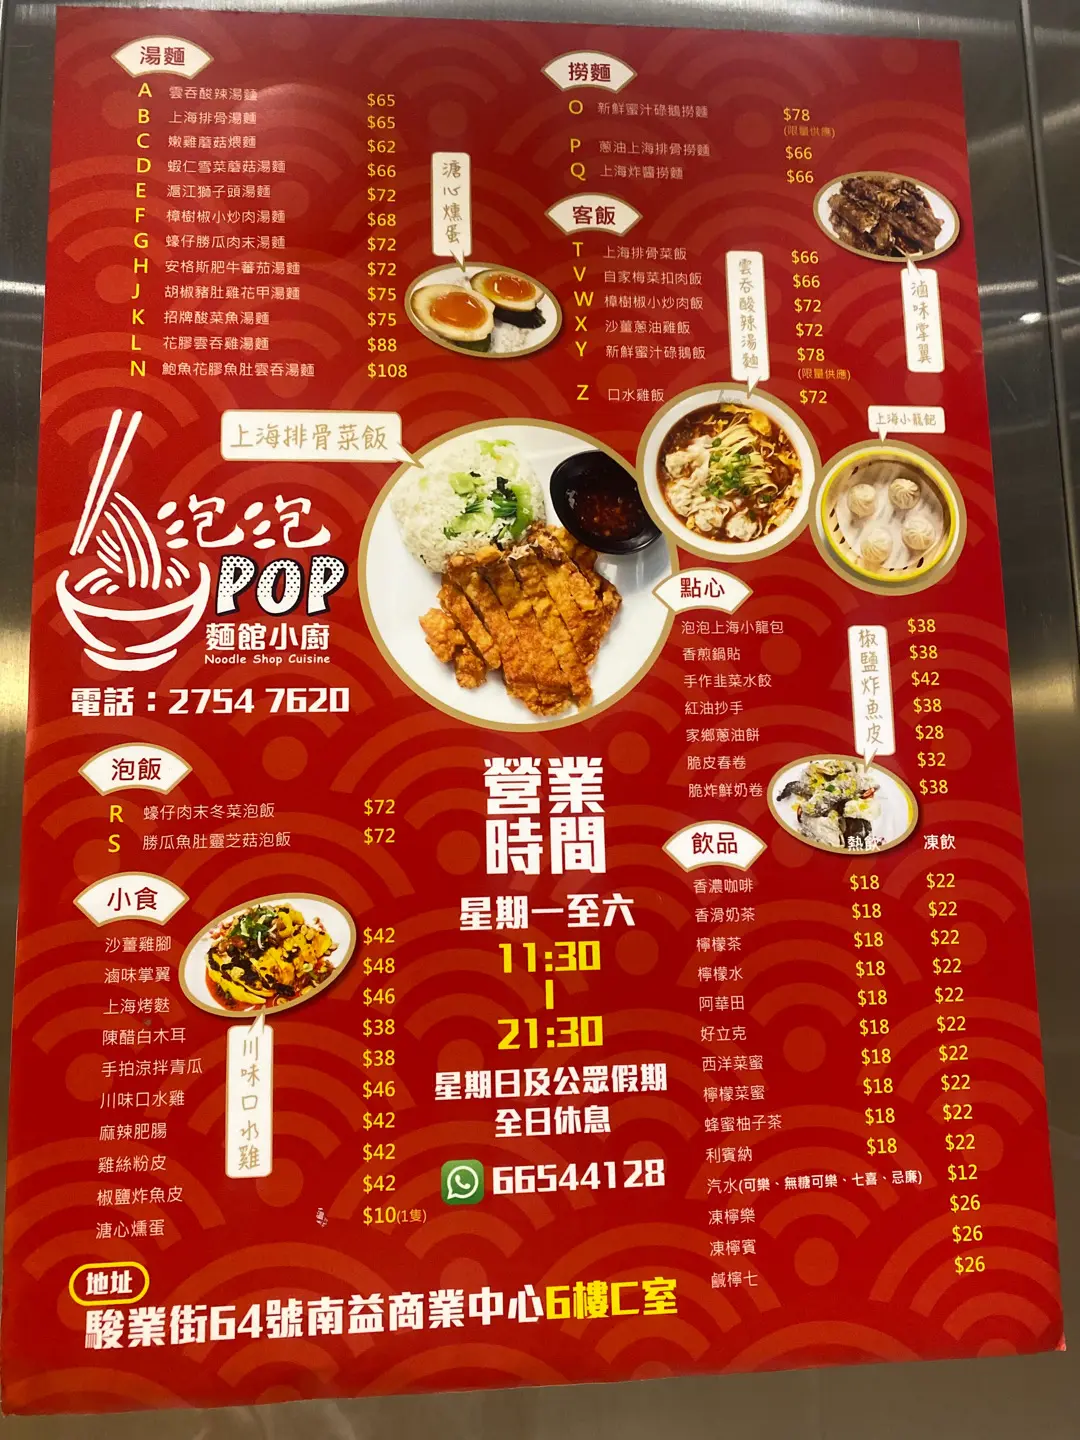 湯麵
A 雲吞酸辣湯麵 $65
B 上海排骨湯麵 $65
C 嫩雞蘑菇煨麵 $62
D 蝦仁雪菜蘑菇湯麵 $66
E 滬江獅子頭湯麵 $72
F 樟樹椒小炒肉湯麵 $68
G 蠔仔勝瓜肉末湯麵 $72
H 安格斯肥牛蕃茄湯麵 $72
J 胡椒豬肚雞花甲湯麵 $75
K 招牌酸菜魚湯麵 $75
L 花膠雲吞雞湯麵 $88
N 鮑魚花膠魚肚雲吞湯麵 $108
溏心燻蛋
撈麵
O 新鮮蜜汁碌鵝撈麵 $78
(限量供應)
P 蔥油上海排骨撈麵 $66
Q 上海炸醬撈麵 $66
客飯
T 上海排骨菜飯 $66
V 自家梅菜扣肉飯 $66
W 樟樹椒小炒肉飯 $72
X 沙薑蔥油雞飯 $72
Y 新鮮蜜汁碌鵝飯 $78
(限量供應)
Z 口水雞飯 $72
雲吞酸辣湯麵
滷味掌翼
上海小籠飽
上海排骨菜飯
泡泡
POP
麵館小廚
Noodle Shop Cuisine
電話：2754 7620
點心
泡泡上海小龍包 $38
香煎鍋貼 $38
手作韭菜水餃 $42
紅油抄手 $38
家鄉蔥油餅 $28
脆皮春卷 $32
脆炸鮮奶卷 $38
椒鹽炸魚皮
泡飯
R 蠔仔肉末冬菜泡飯 $72
S 勝瓜魚肚靈芝菇泡飯 $72
小食
沙薑雞腳 $42
滷味掌翼 $48
上海烤麩 $46
陳醋白木耳 $38
手拍涼拌青瓜 $38
川味口水雞 $46
麻辣肥腸 $42
雞絲粉皮 $42
椒鹽炸魚皮 $42
溏心燻蛋 $10(1隻)
川味口水雞
營業
時間
星期一至六
11:30
|
21:30
星期日及公眾假期
全日休息
66544128
飲品 熱飲 凍飲
香濃咖啡 $18 $22
香滑奶茶 $18 $22
檸檬茶 $18 $22
檸檬水 $18 $22
阿華田 $18 $22
好立克 $18 $22
西洋菜蜜 $18 $22
檸檬菜蜜 $18 $22
蜂蜜柚子茶 $18 $22
利賓納 $18 $22
汽水(可樂、無糖可樂、七喜、忌廉) $12
凍檸樂 $26
凍檸賓 $26
鹹檸七 $26
地址
駿業街64號南益商業中心6樓C室